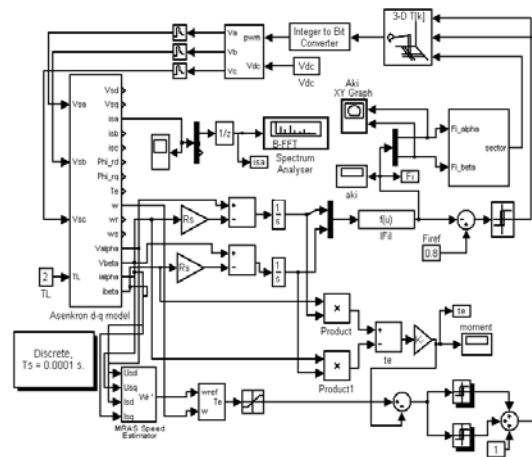 3-D T[k]
Va
Vb
Vc
pwm
Vdc
Integer to Bit
Converter
Vdc
Vdc
Aki
XY Graph
Vsa
Vsb
Vsc
Vsd
Vsq
isa
isb
isc
Phi_rd
Phi_rq
Te
w
wr
ws
Valpha
Vbeta
ialpha
ibeta
1/z
B-FFT
Spectrum
Analyser
isa
Fi_alpha
Fi_beta
sector
aki
Fi
Rs
1
s
f(u)
Rs
1
s
Firef
0.8
2
TL
TL
Asenkron d-q model
Product
te
moment
Discrete,
Ts = 0.0001 s.
Product1
te
Usd
Usq
Isd
Isq
Wr'
MRAS Speed
Estimator
wref
w
Te
1